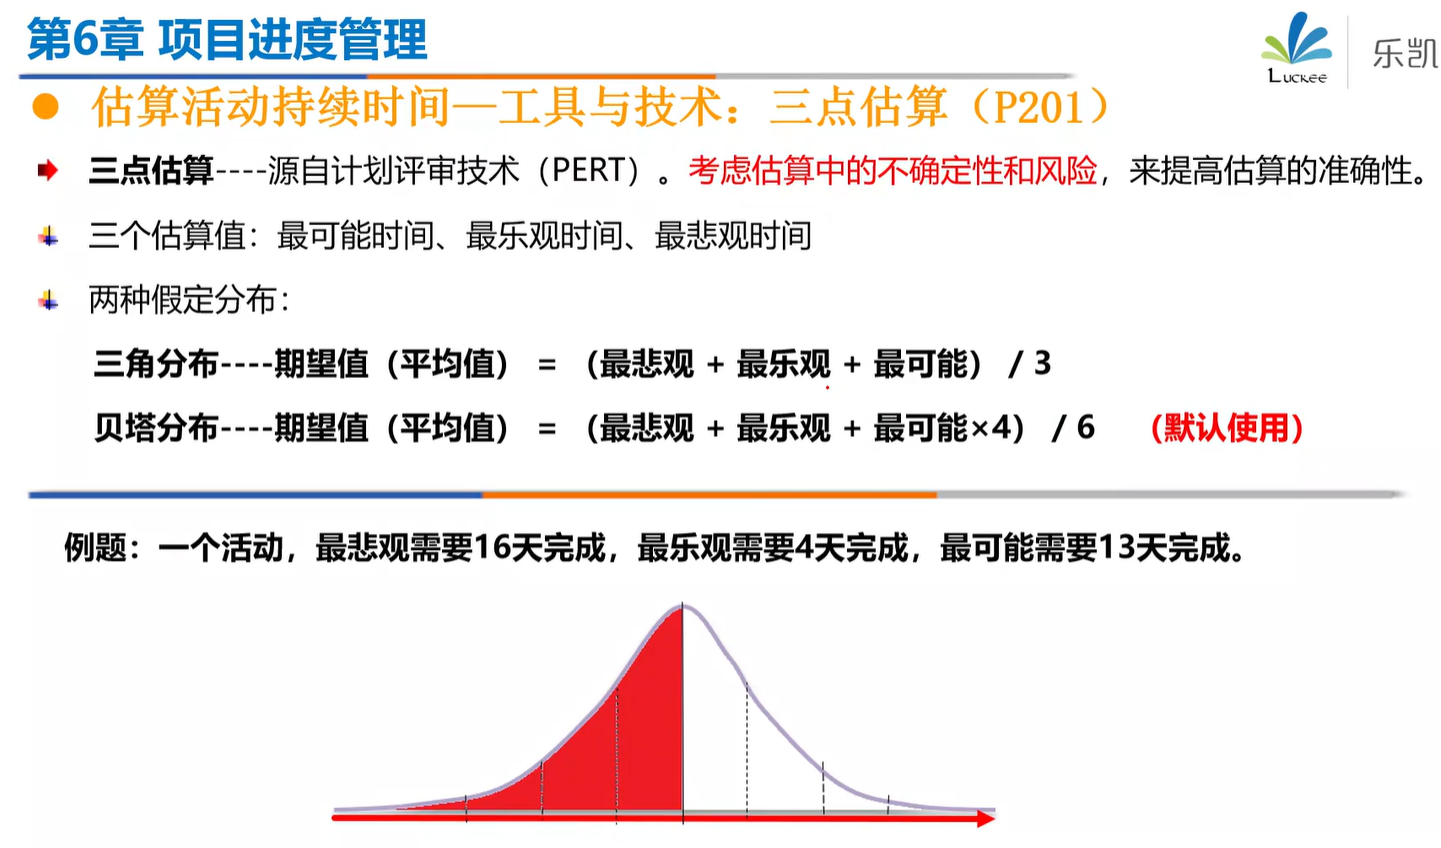 第6章 项目进度管理
LUCKEE 乐凯
估算活动持续时间—工具与技术：三点估算（P201）
三点估算----源自计划评审技术（PERT）。考虑估算中的不确定性和风险，来提高估算的准确性。
三个估算值：最可能时间、最乐观时间、最悲观时间
两种假定分布：
三角分布----期望值（平均值） = （最悲观 + 最乐观 + 最可能） / 3
贝塔分布----期望值（平均值） = （最悲观 + 最乐观 + 最可能×4） / 6 （默认使用）
例题：一个活动，最悲观需要16天完成，最乐观需要4天完成，最可能需要13天完成。